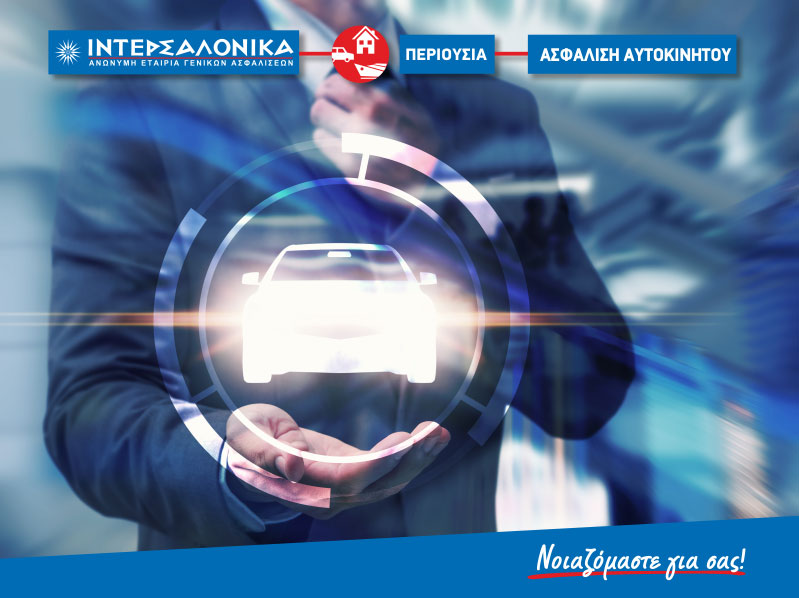 ΙΝΤΕΡΣΑΛΟΝΙΚΑ
ΑΝΩΝΥΜΗ ΕΤΑΙΡΙΑ ΓΕΝΙΚΩΝ ΑΣΦΑΛΙΣΕΩΝ
ΠΕΡΙΟΥΣΙΑ
ΑΣΦΑΛΙΣΗ ΑΥΤΟΚΙΝΗΤΟΥ
Νοιαζόμαστε για σας!